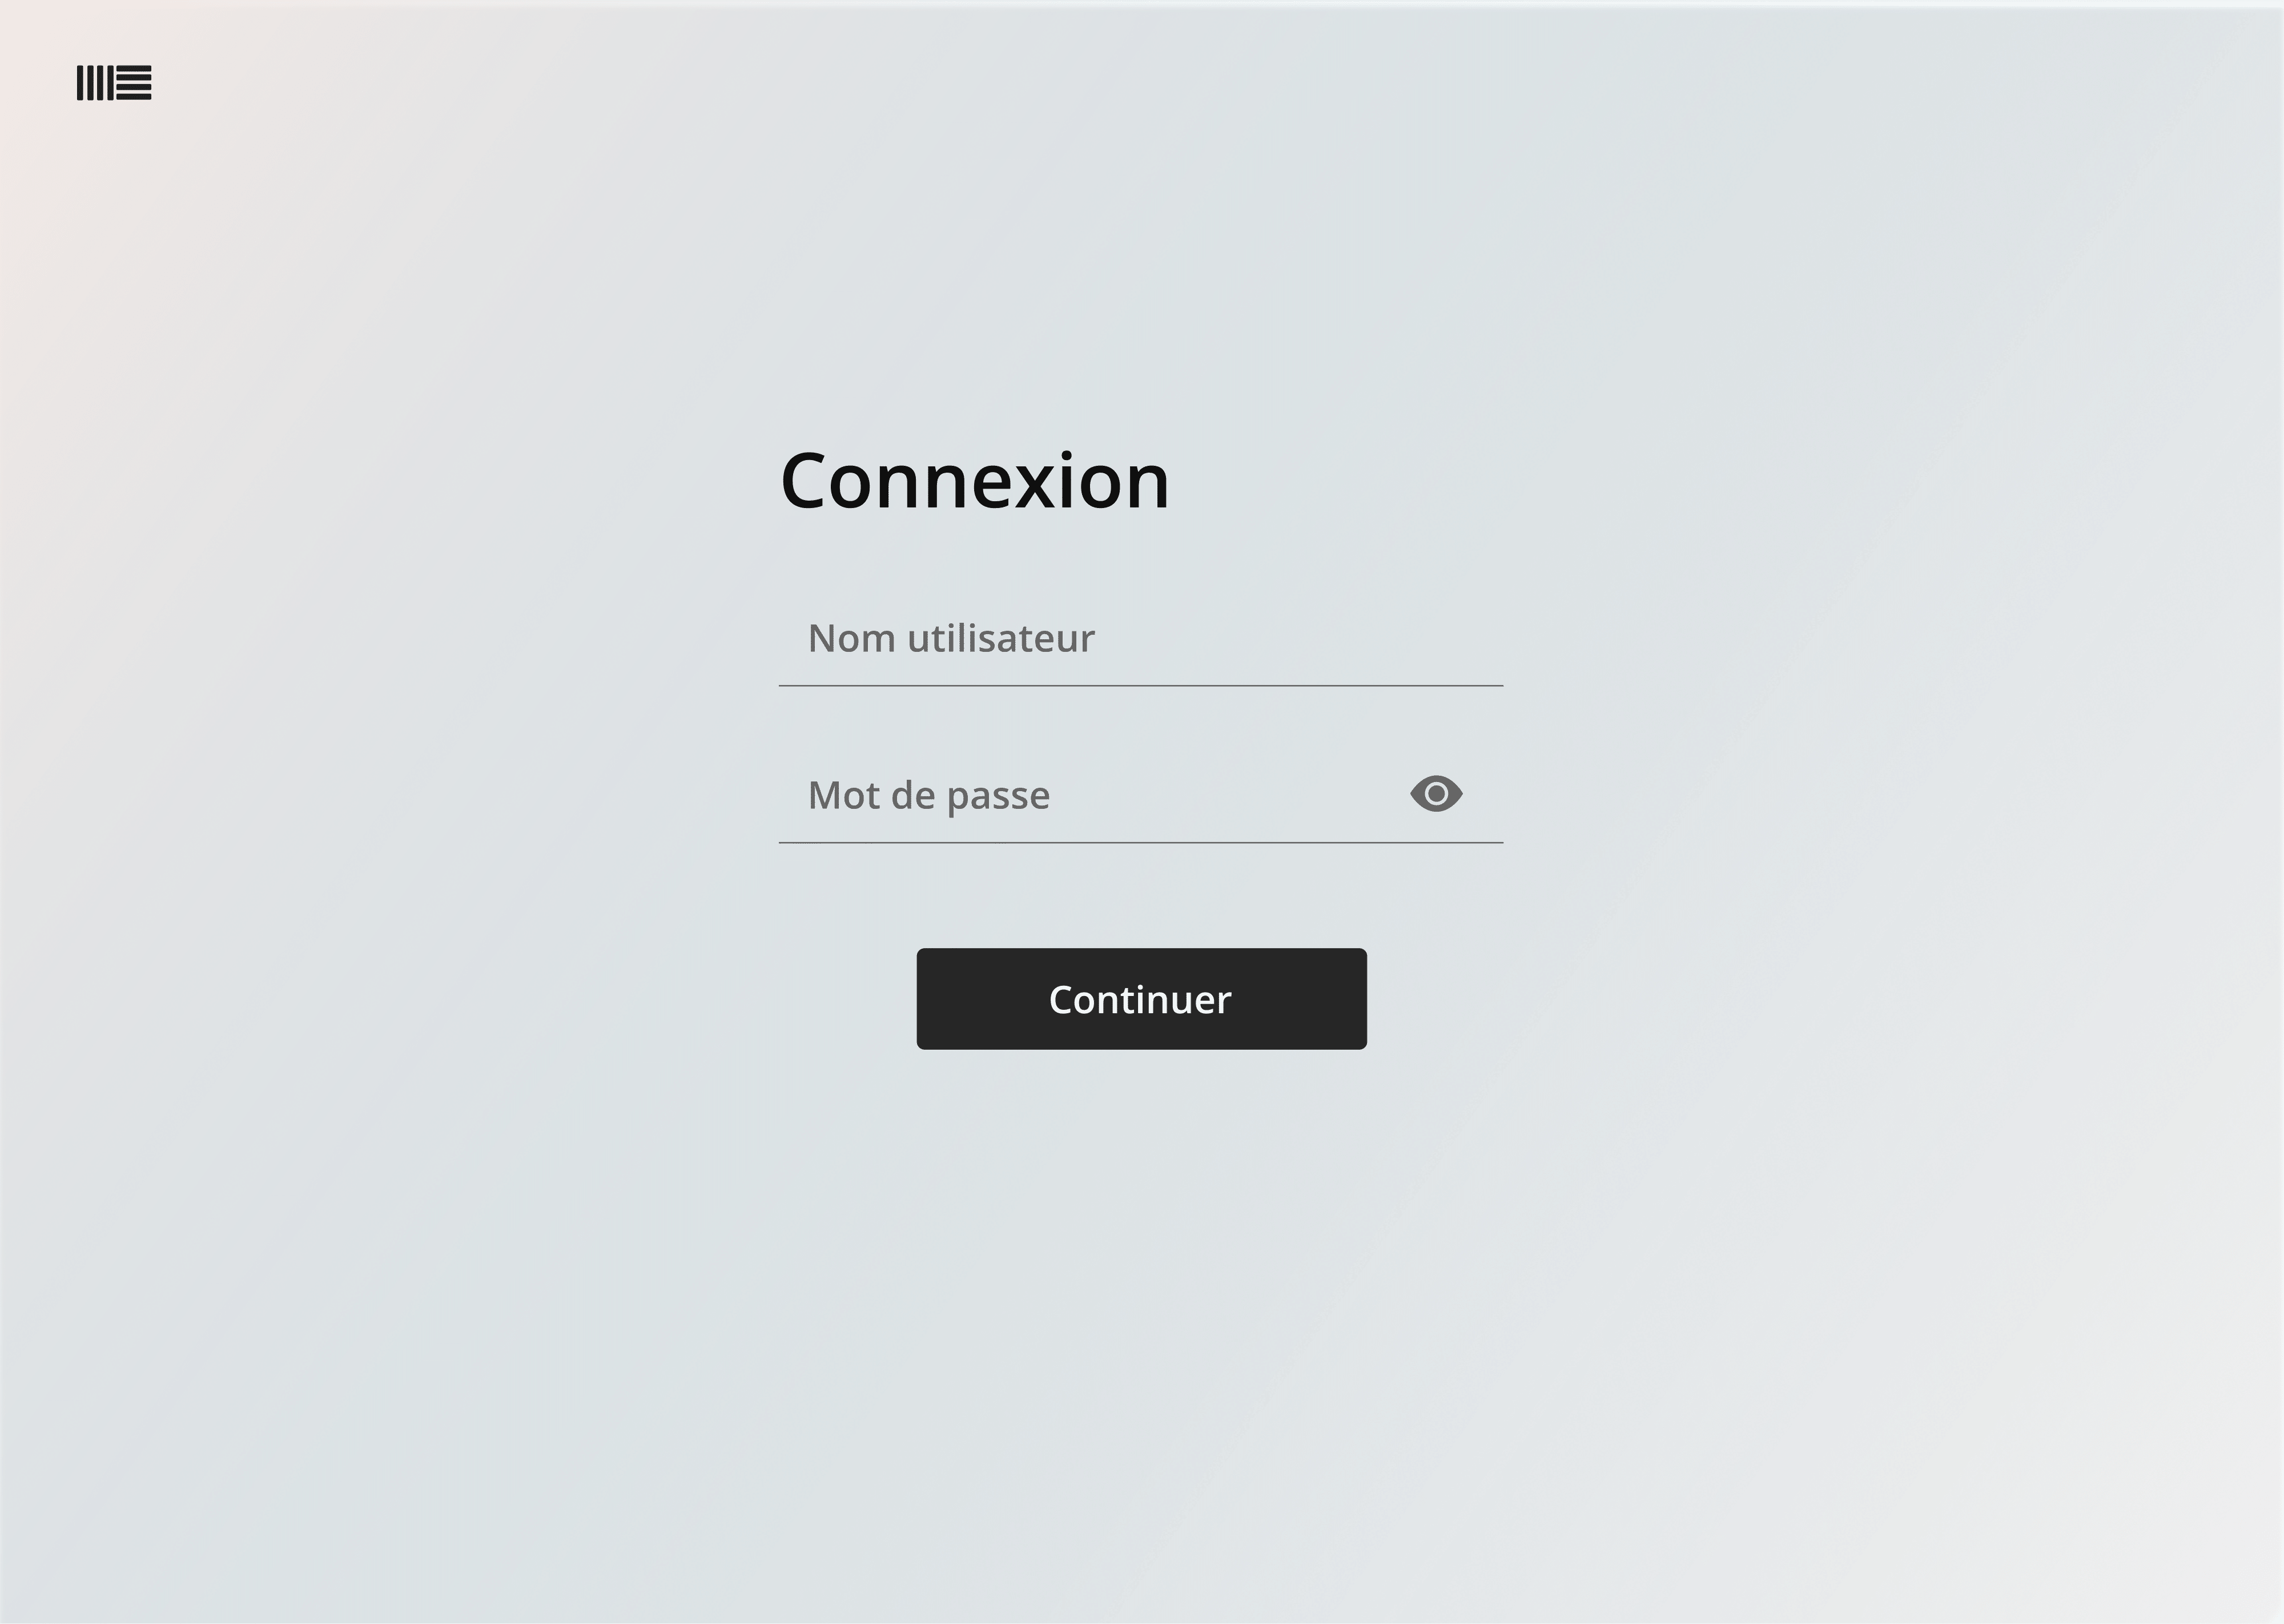 Connexion
Nom utilisateur
Mot de passe
Continuer